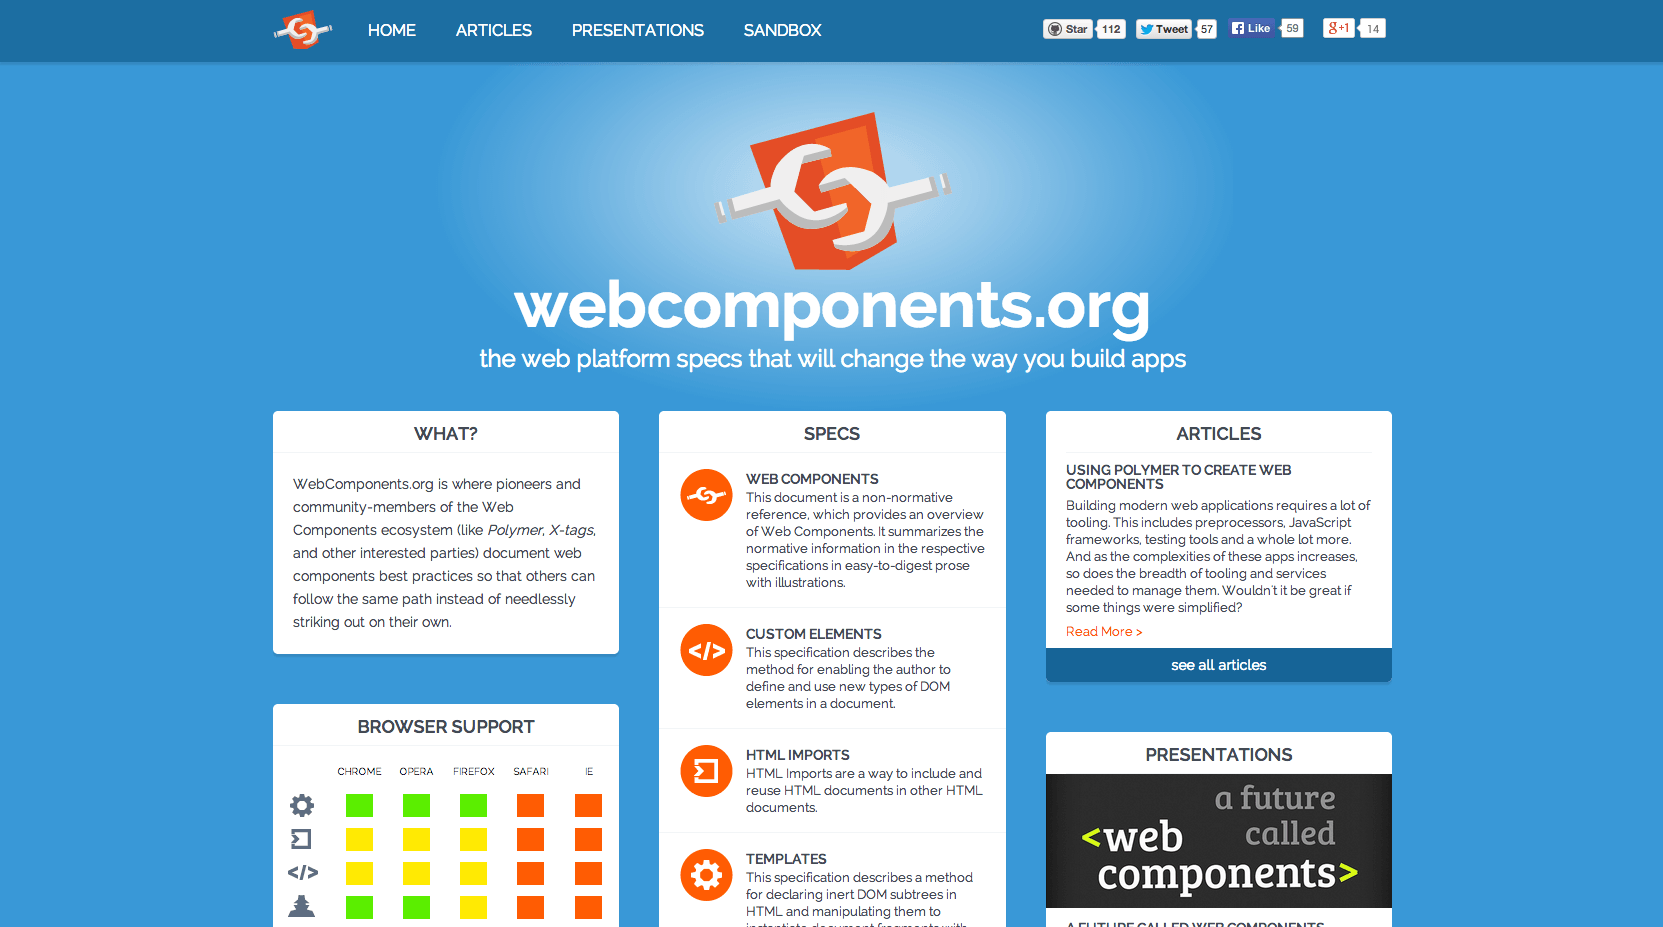 HOME ARTICLES PRESENTATIONS SANDBOX
Star 112 Tweet 57 Like 59 g+1 14
webcomponents.org
the web platform specs that will change the way you build apps
WHAT?
WebComponents.org is where pioneers and
community-members of the Web
Components ecosystem (like Polymer, X-tags,
and other interested parties) document web
components best practices so that others can
follow the same path instead of needlessly
striking out on their own.
BROWSER SUPPORT
CHROME OPERA FIREFOX SAFARI IE
</>
SPECS
WEB COMPONENTS
This document is a non-normative
reference, which provides an overview
of Web Components. It summarizes the
normative information in the respective
specifications in easy-to-digest prose
with illustrations.
</>
CUSTOM ELEMENTS
This specification describes the
method for enabling the author to
define and use new types of DOM
elements in a document.
HTML IMPORTS
HTML Imports are a way to include and
reuse HTML documents in other HTML
documents.
TEMPLATES
This specification describes a method
for declaring inert DOM subtrees in
HTML and manipulating them to
instantiate document fragments with
ARTICLES
USING POLYMER TO CREATE WEB
COMPONENTS
Building modern web applications requires a lot of
tooling. This includes preprocessors, JavaScript
frameworks, testing tools and a whole lot more.
And as the complexities of these apps increases,
so does the breadth of tooling and services
needed to manage them. Wouldn't it be great if
some things were simplified?
Read More >
see all articles
PRESENTATIONS
a future
called
<web
components>
A FUTURE CALLED WEB COMPONENTS